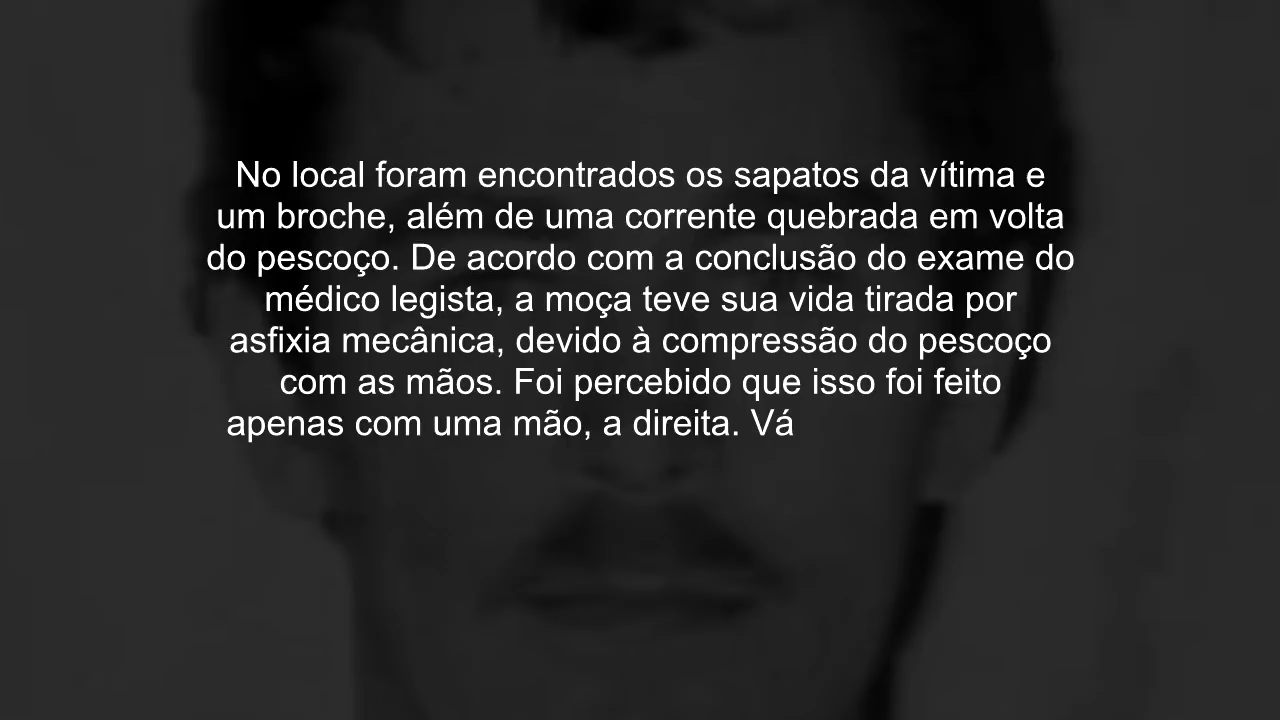 No local foram encontrados os sapatos da vítima e
um broche, além de uma corrente quebrada em volta
do pescoço. De acordo com a conclusão do exame do
médico legista, a moça teve sua vida tirada por
asfixia mecânica, devido à compressão do pescoço
com as mãos. Foi percebido que isso foi feito
apenas com uma mão, a direita. Vá